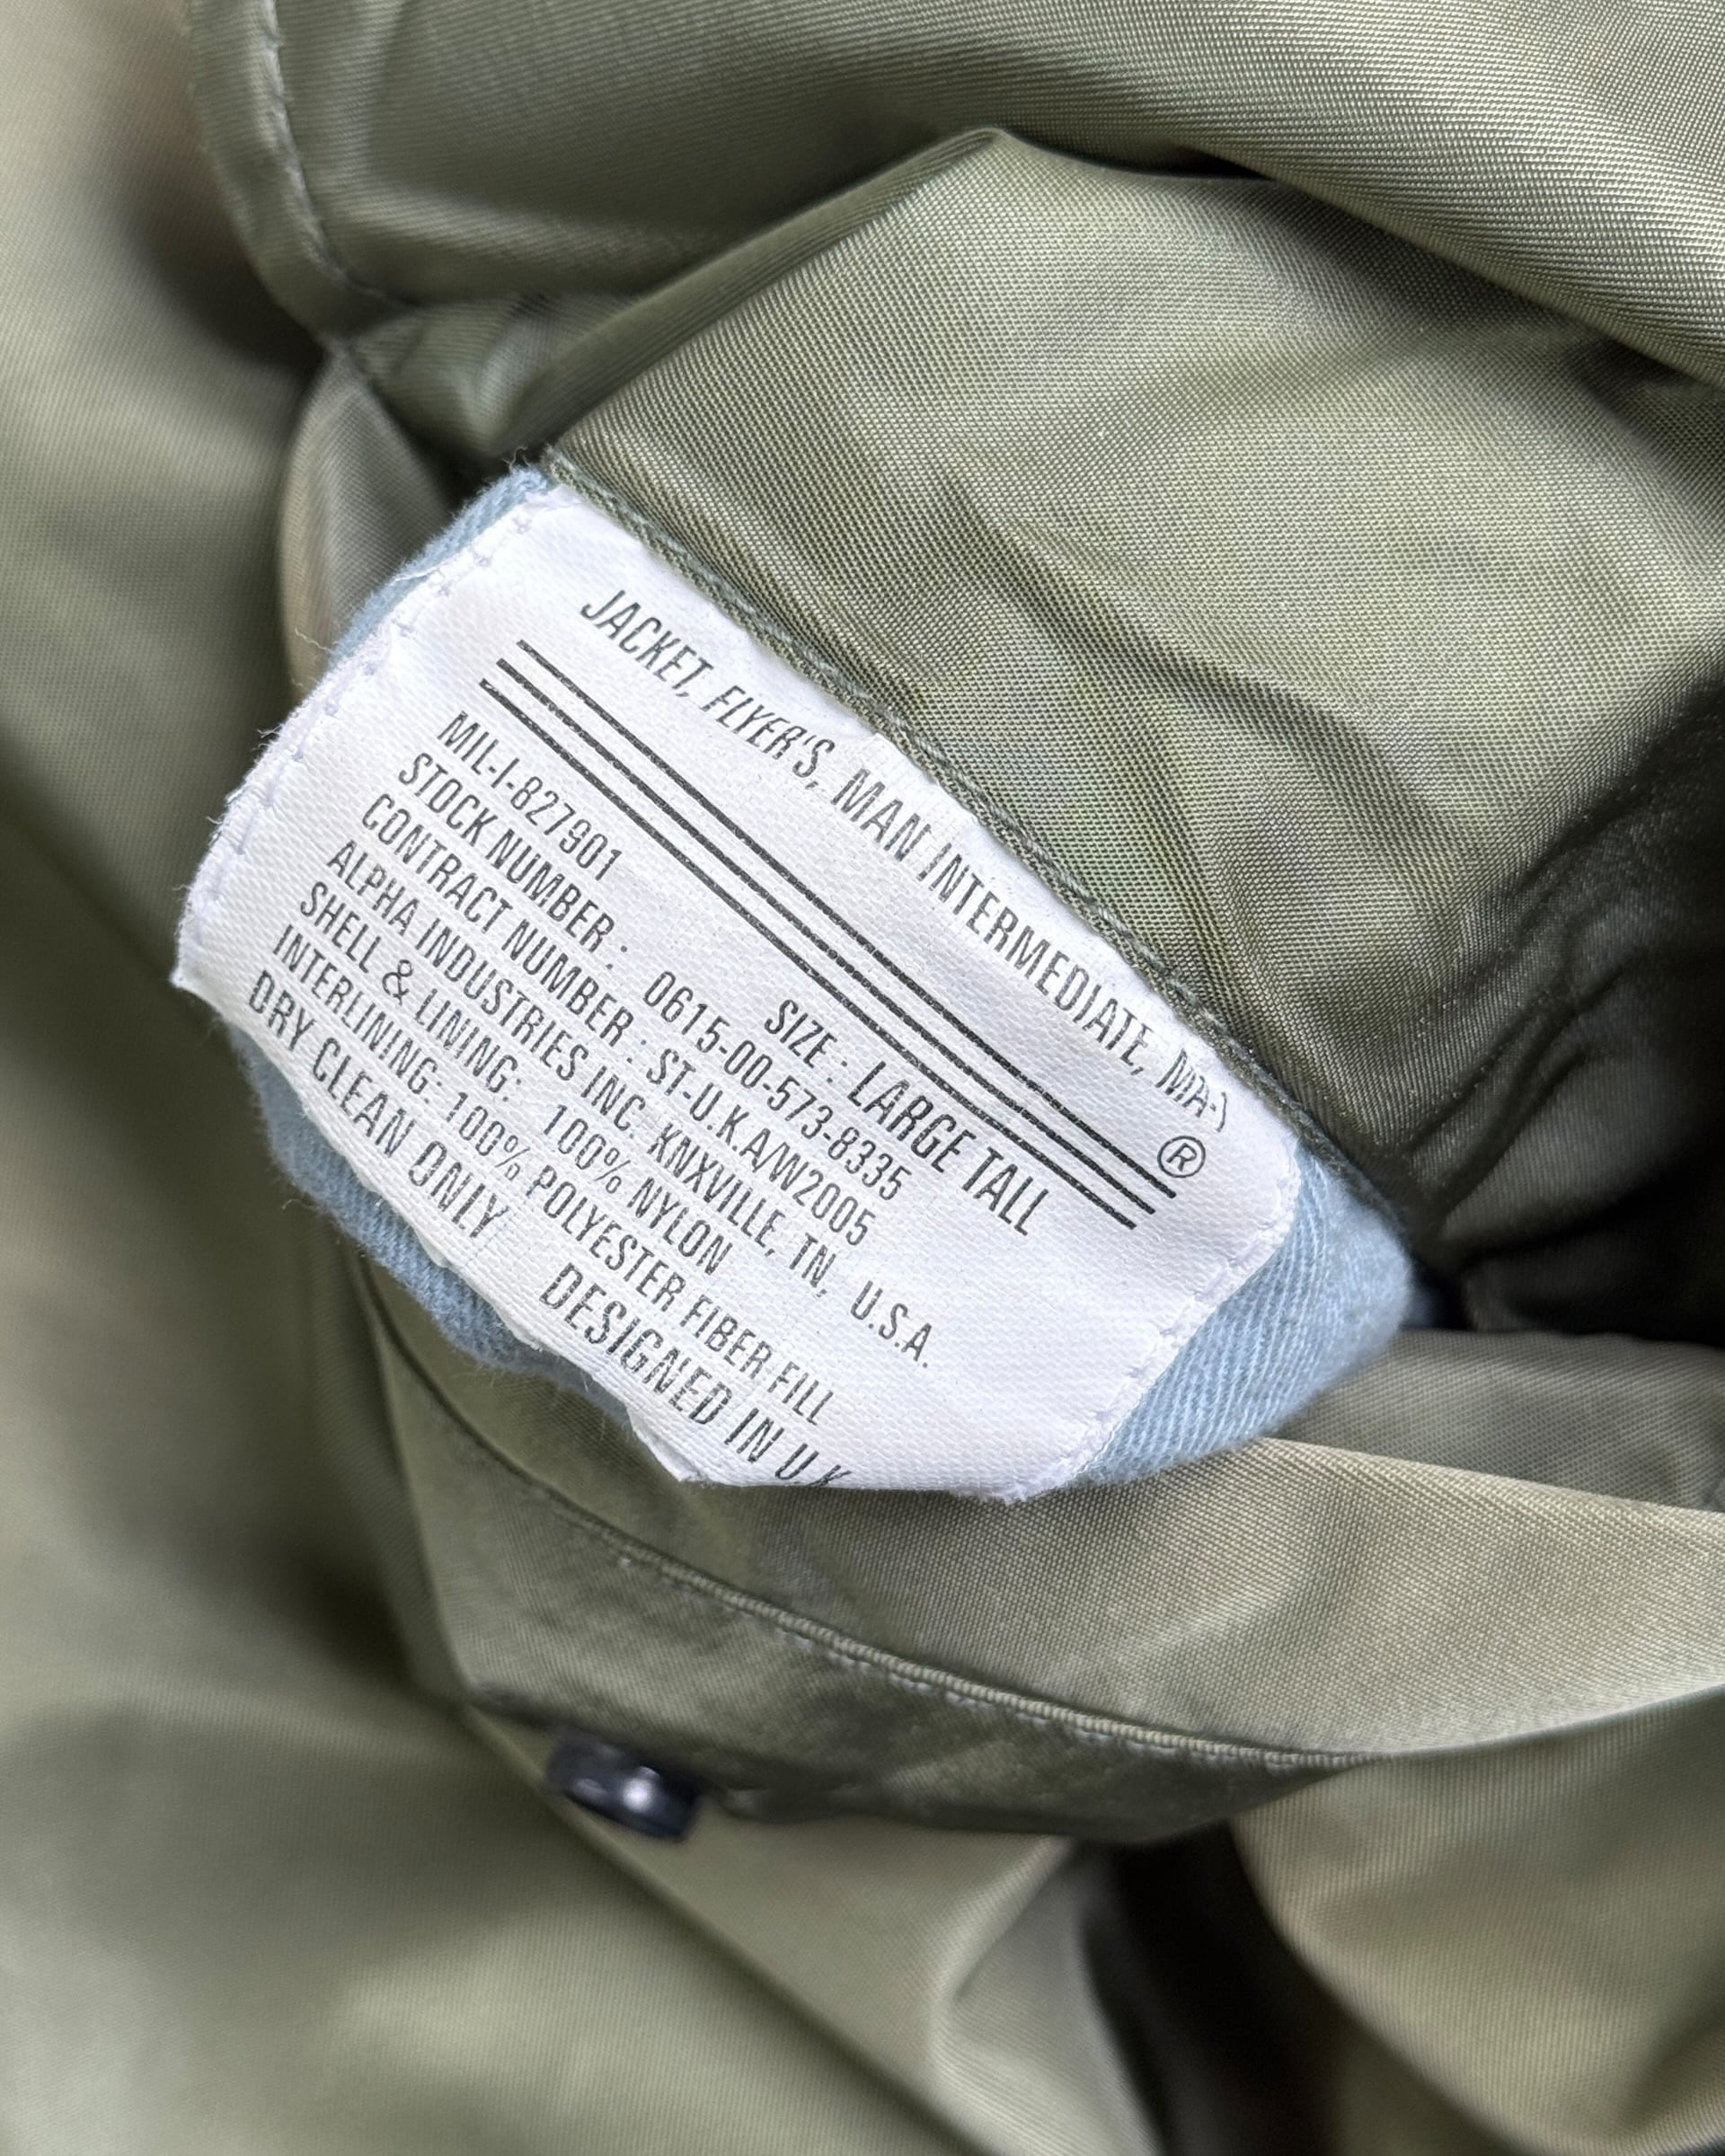 JACKET, FLYER'S, MAN INTERMEDIATE, MA-1
®
SIZE : LARGE TALL
MIL-I-827901
STOCK NUMBER : 0615-00-573-8335
CONTRACT NUMBER : ST-U.K.A/W2005
ALPHA INDUSTRIES INC. KNXVILLE, TN, U.S.A.
SHELL & LINING: 100% NYLON
INTERLINING: 100% POLYESTER FIBER FILL
DRY CLEAN ONLY DESIGNED IN U.K